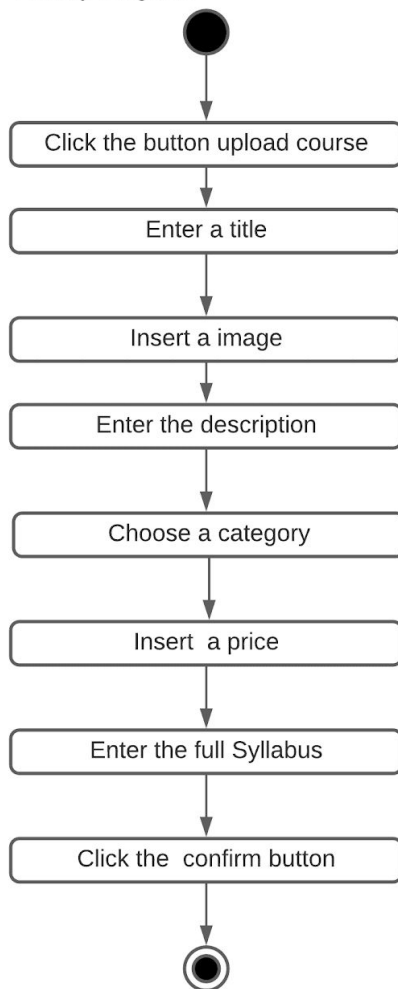 Click the button upload course
Enter a title
Insert a image
Enter the description
Choose a category
Insert  a price
Enter the full Syllabus
Click the  confirm button